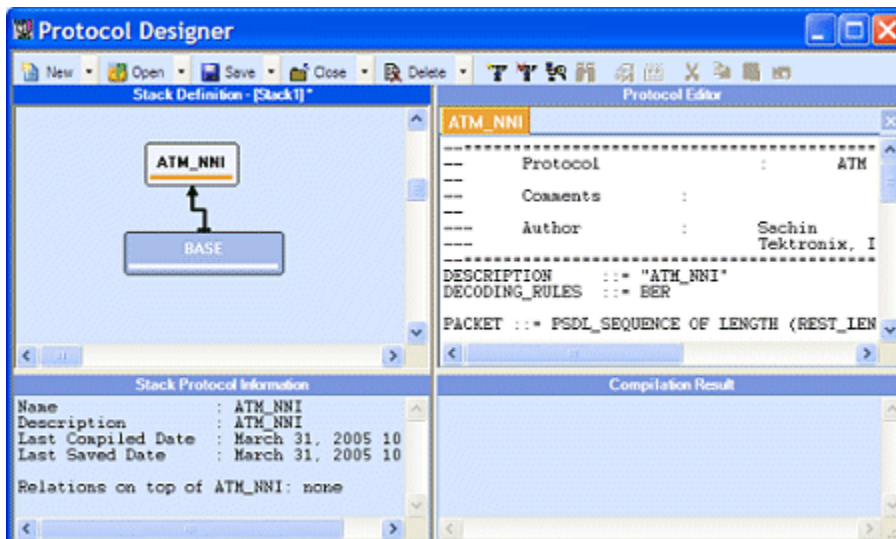 Protocol Designer
New Open Save Close Delete
Stack Definition - [Stack1] *
ATM_NNI
BASE
Protocol Editor
ATM_NNI
--*****************************************
-- Protocol : ATM
--
-- Comments :
--
--- Author : Sachin
--- Tektronix, I
--*****************************************
DESCRIPTION ::= "ATM_NNI"
DECODING_RULES ::= BER
PACKET ::= PSDL_SEQUENCE OF LENGTH (REST_LEN
Stack Protocol Information
Name : ATM_NNI
Description : ATM_NNI
Last Compiled Date : March 31, 2005 10
Last Saved Date : March 31, 2005 10
Relations on top of ATM_NNI: none
Compilation Result